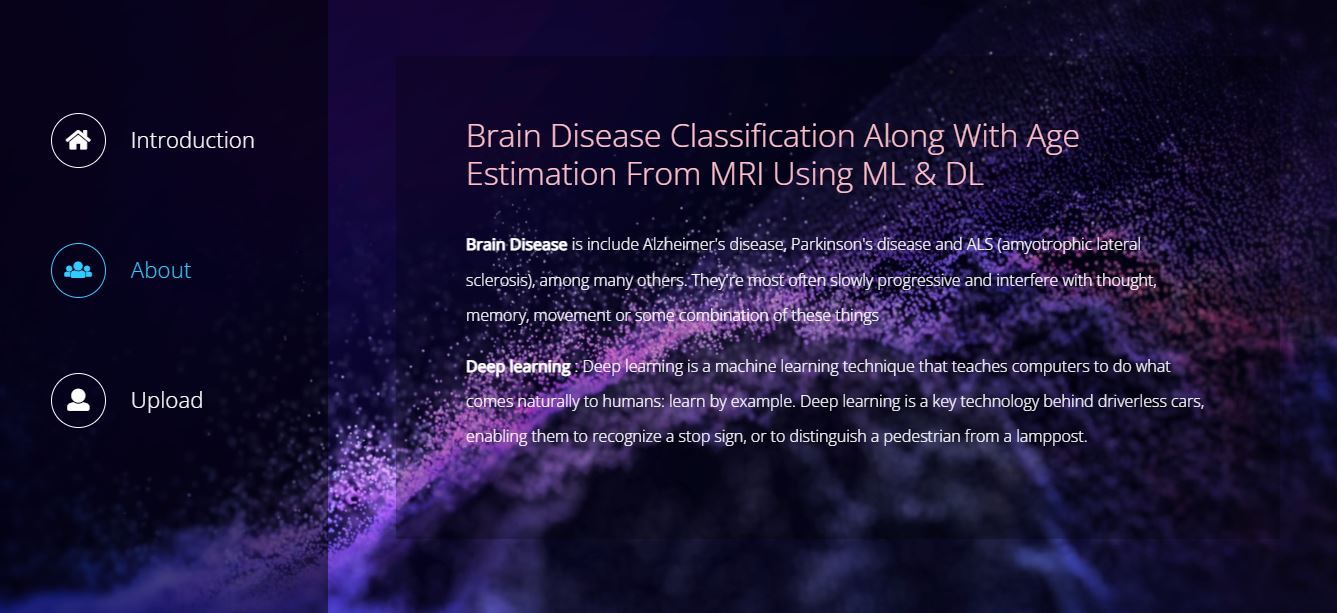 Introduction
About
Upload
Brain Disease Classification Along With Age
Estimation From MRI Using ML & DL
Brain Disease is include Alzheimer's disease, Parkinson's disease and ALS (amyotrophic lateral
sclerosis), among many others. They're most often slowly progressive and interfere with thought,
memory, movement or some combination of these things
Deep learning : Deep learning is a machine learning technique that teaches computers to do what
comes naturally to humans: learn by example. Deep learning is a key technology behind driverless cars,
enabling them to recognize a stop sign, or to distinguish a pedestrian from a lamppost.